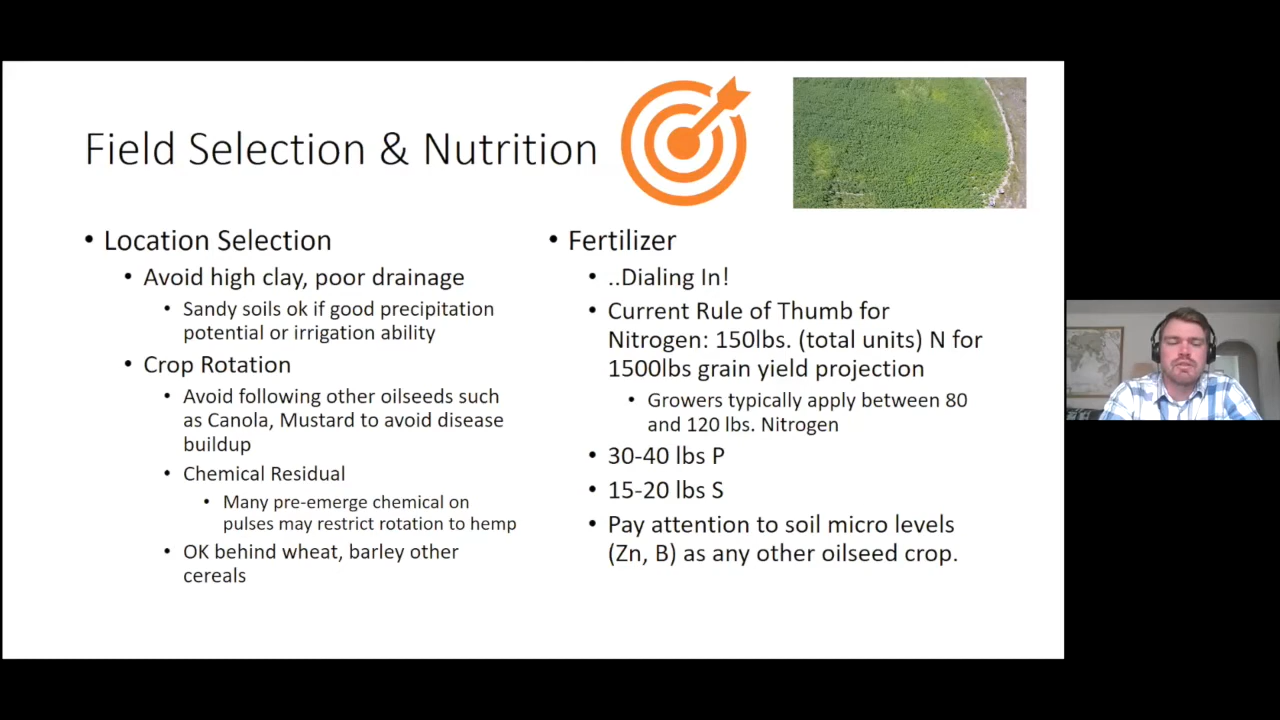 Field Selection & Nutrition
• Location Selection
• Avoid high clay, poor drainage
• Sandy soils ok if good precipitation
potential or irrigation ability
• Crop Rotation
• Avoid following other oilseeds such
as Canola, Mustard to avoid disease
buildup
• Chemical Residual
• Many pre-emerge chemical on
pulses may restrict rotation to hemp
• OK behind wheat, barley other
cereals
• Fertilizer
• ..Dialing In!
• Current Rule of Thumb for
Nitrogen: 150lbs. (total units) N for
1500lbs grain yield projection
• Growers typically apply between 80
and 120 lbs. Nitrogen
• 30-40 lbs P
• 15-20 lbs S
• Pay attention to soil micro levels
(Zn, B) as any other oilseed crop.